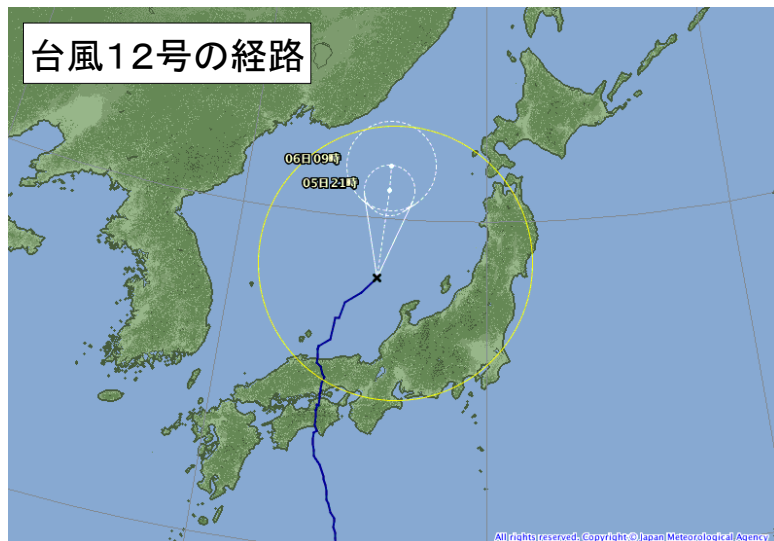 台風12号の経路
06日09時
05日21時
All rights reserved. Copyright © Japan Meteorological Agency